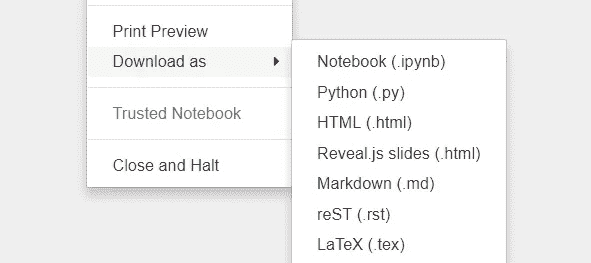 Print Preview
Download as
Trusted Notebook
Close and Halt
Notebook (.ipynb)
Python (.py)
HTML (.html)
Reveal.js slides (.html)
Markdown (.md)
reST (.rst)
LaTeX (.tex)